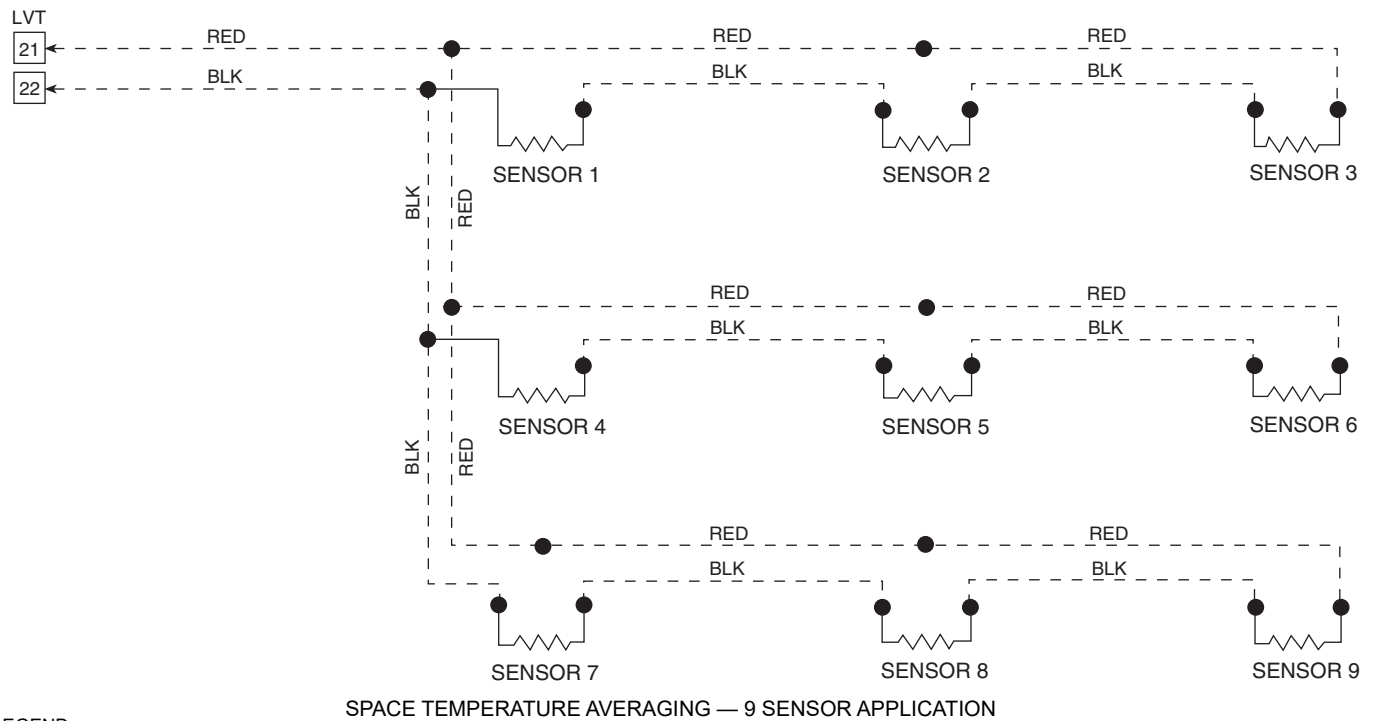 LVT
21
RED
RED
RED
22
BLK
BLK
BLK
SENSOR 1
SENSOR 2
SENSOR 3
BLK
RED
RED
RED
BLK
BLK
SENSOR 4
SENSOR 5
SENSOR 6
BLK
RED
RED
RED
BLK
BLK
SENSOR 7
SENSOR 8
SENSOR 9
SPACE TEMPERATURE AVERAGING — 9 SENSOR APPLICATION